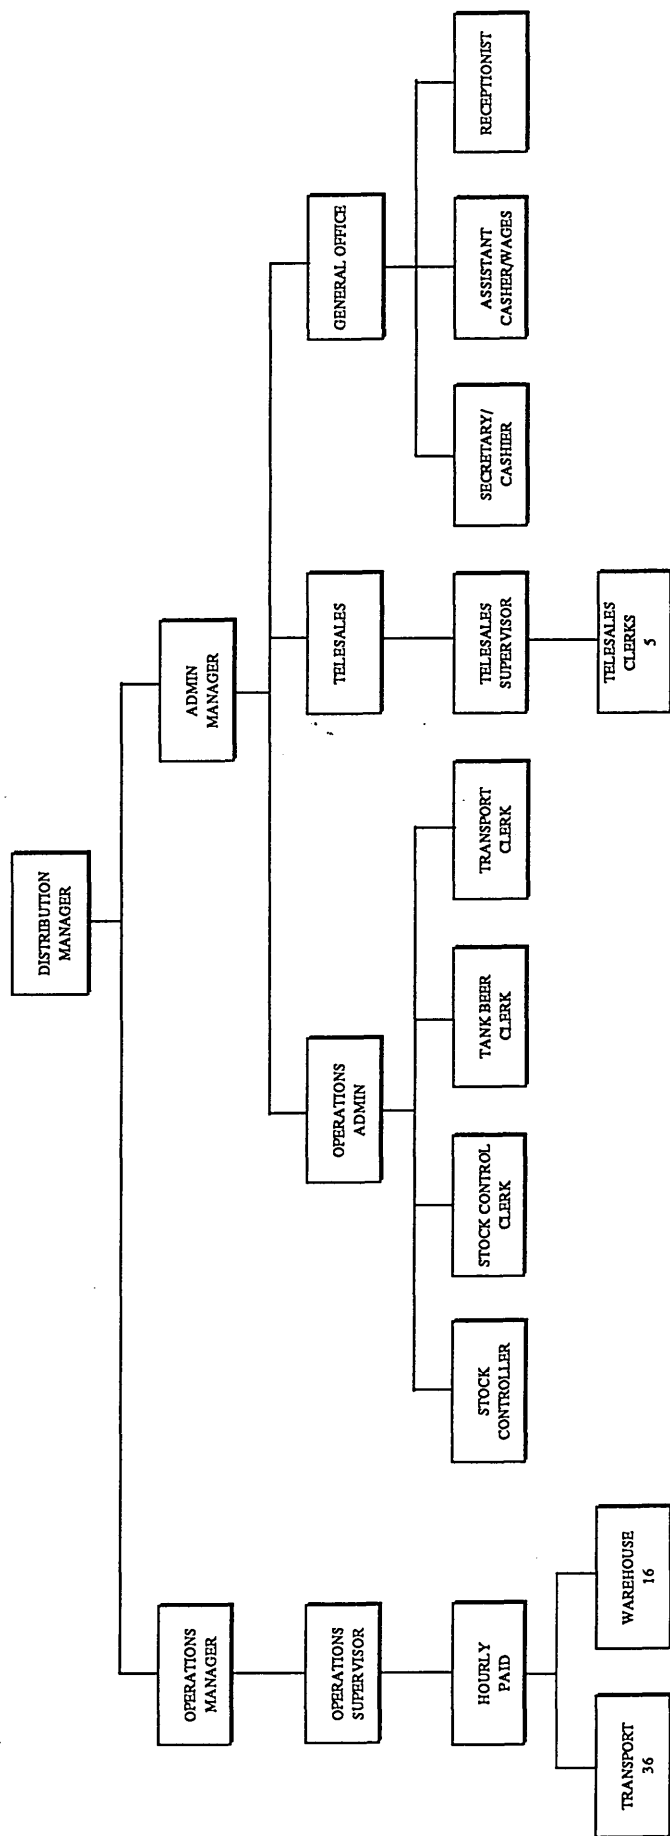 DISTRIBUTION
MANAGER
OPERATIONS
MANAGER
ADMIN
MANAGER
OPERATIONS
SUPERVISOR
OPERATIONS
ADMIN
TELESALES
GENERAL OFFICE
HOURLY
PAID
STOCK
CONTROLLER
STOCK CONTROL
CLERK
TANK BEER
CLERK
TRANSPORT
CLERK
TELESALES
SUPERVISOR
SECRETARY/
CASHIER
ASSISTANT
CASHER/WAGES
RECEPTIONIST
TRANSPORT
36
WAREHOUSE
16
TELESALES
CLERKS
5